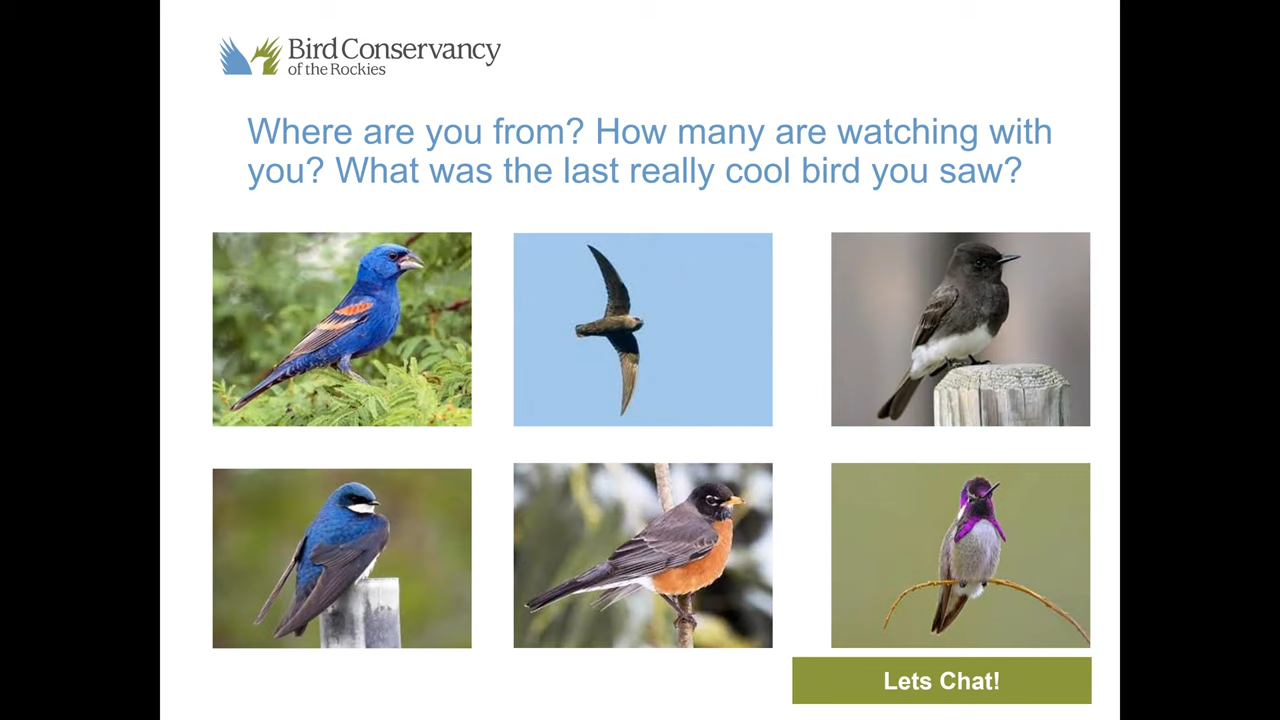 Bird Conservancy
of the Rockies
Where are you from? How many are watching with
you? What was the last really cool bird you saw?
Lets Chat!